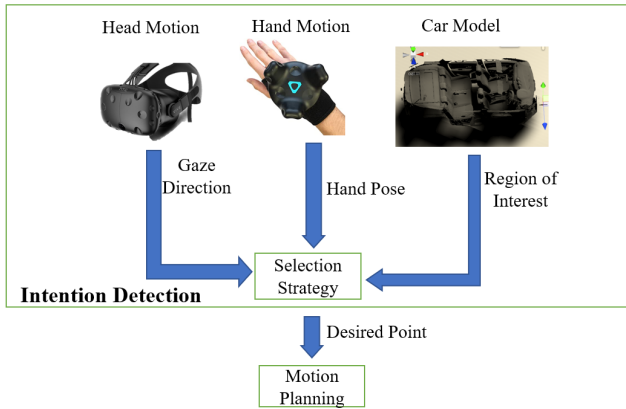 Head Motion
Hand Motion
Car Model
Gaze
Direction
Hand Pose
Region of
Interest
Selection
Strategy
Intention Detection
Desired Point
Motion
Planning